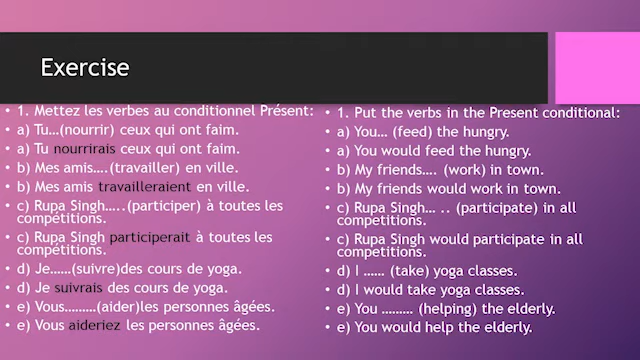 Exercise
1. Mettez les verbes au conditionnel Présent:
a) Tu…(nourrir) ceux qui ont faim.
a) Tu nourrirais ceux qui ont faim.
b) Mes amis….(travailler) en ville.
b) Mes amis travailleraient en ville.
c) Rupa Singh…..(participer) à toutes les
compétitions.
c) Rupa Singh participerait à toutes les
compétitions.
d) Je……(suivre)des cours de yoga.
d) Je suivrais des cours de yoga.
e) Vous………(aider)les personnes âgées.
e) Vous aideriez les personnes âgées.
1. Put the verbs in the Present conditional:
a) You… (feed) the hungry.
a) You would feed the hungry.
b) My friends…. (work) in town.
b) My friends would work in town.
c) Rupa Singh… .. (participate) in all
competitions.
c) Rupa Singh would participate in all
competitions.
d) I …… (take) yoga classes.
d) I would take yoga classes.
e) You ……… (helping) the elderly.
e) You would help the elderly.